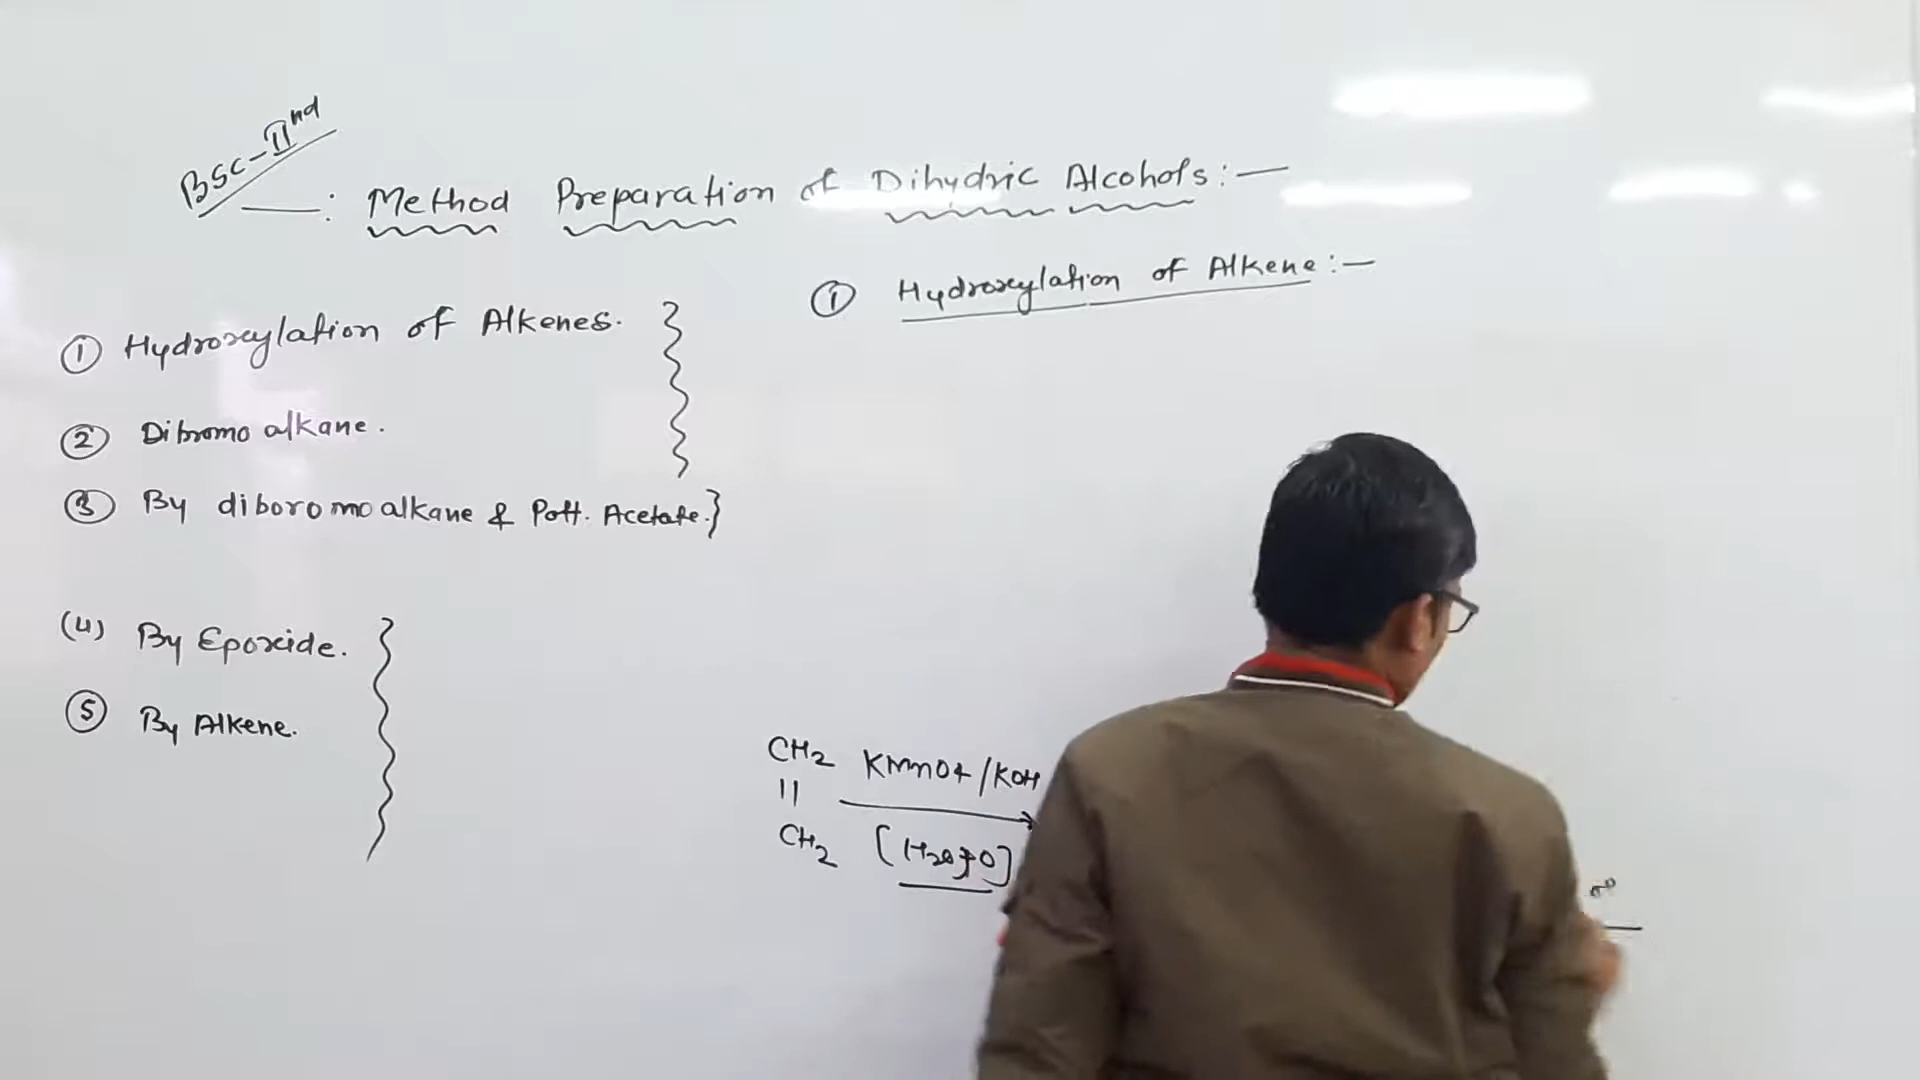 BSC-IInd
: Method Preparation of Dihydric Alcohols:-
① Hydroxylation of Alkenes.
② Dibromo alkane.
③ By diboromoalkane & Pott. Acetate.}
(4) By Epoxide.
⑤ By Alkene.
① Hydroxylation of Alkene:-
CH2 KMnO4/KOH
||
CH2